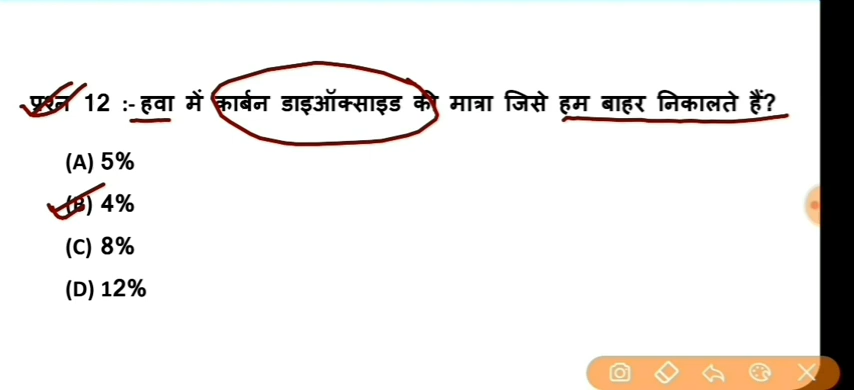 प्रश्न 12 :- हवा में कार्बन डाइऑक्साइड की मात्रा जिसे हम बाहर निकालते हैं?
(A) 5%
(B) 4%
(C) 8%
(D) 12%